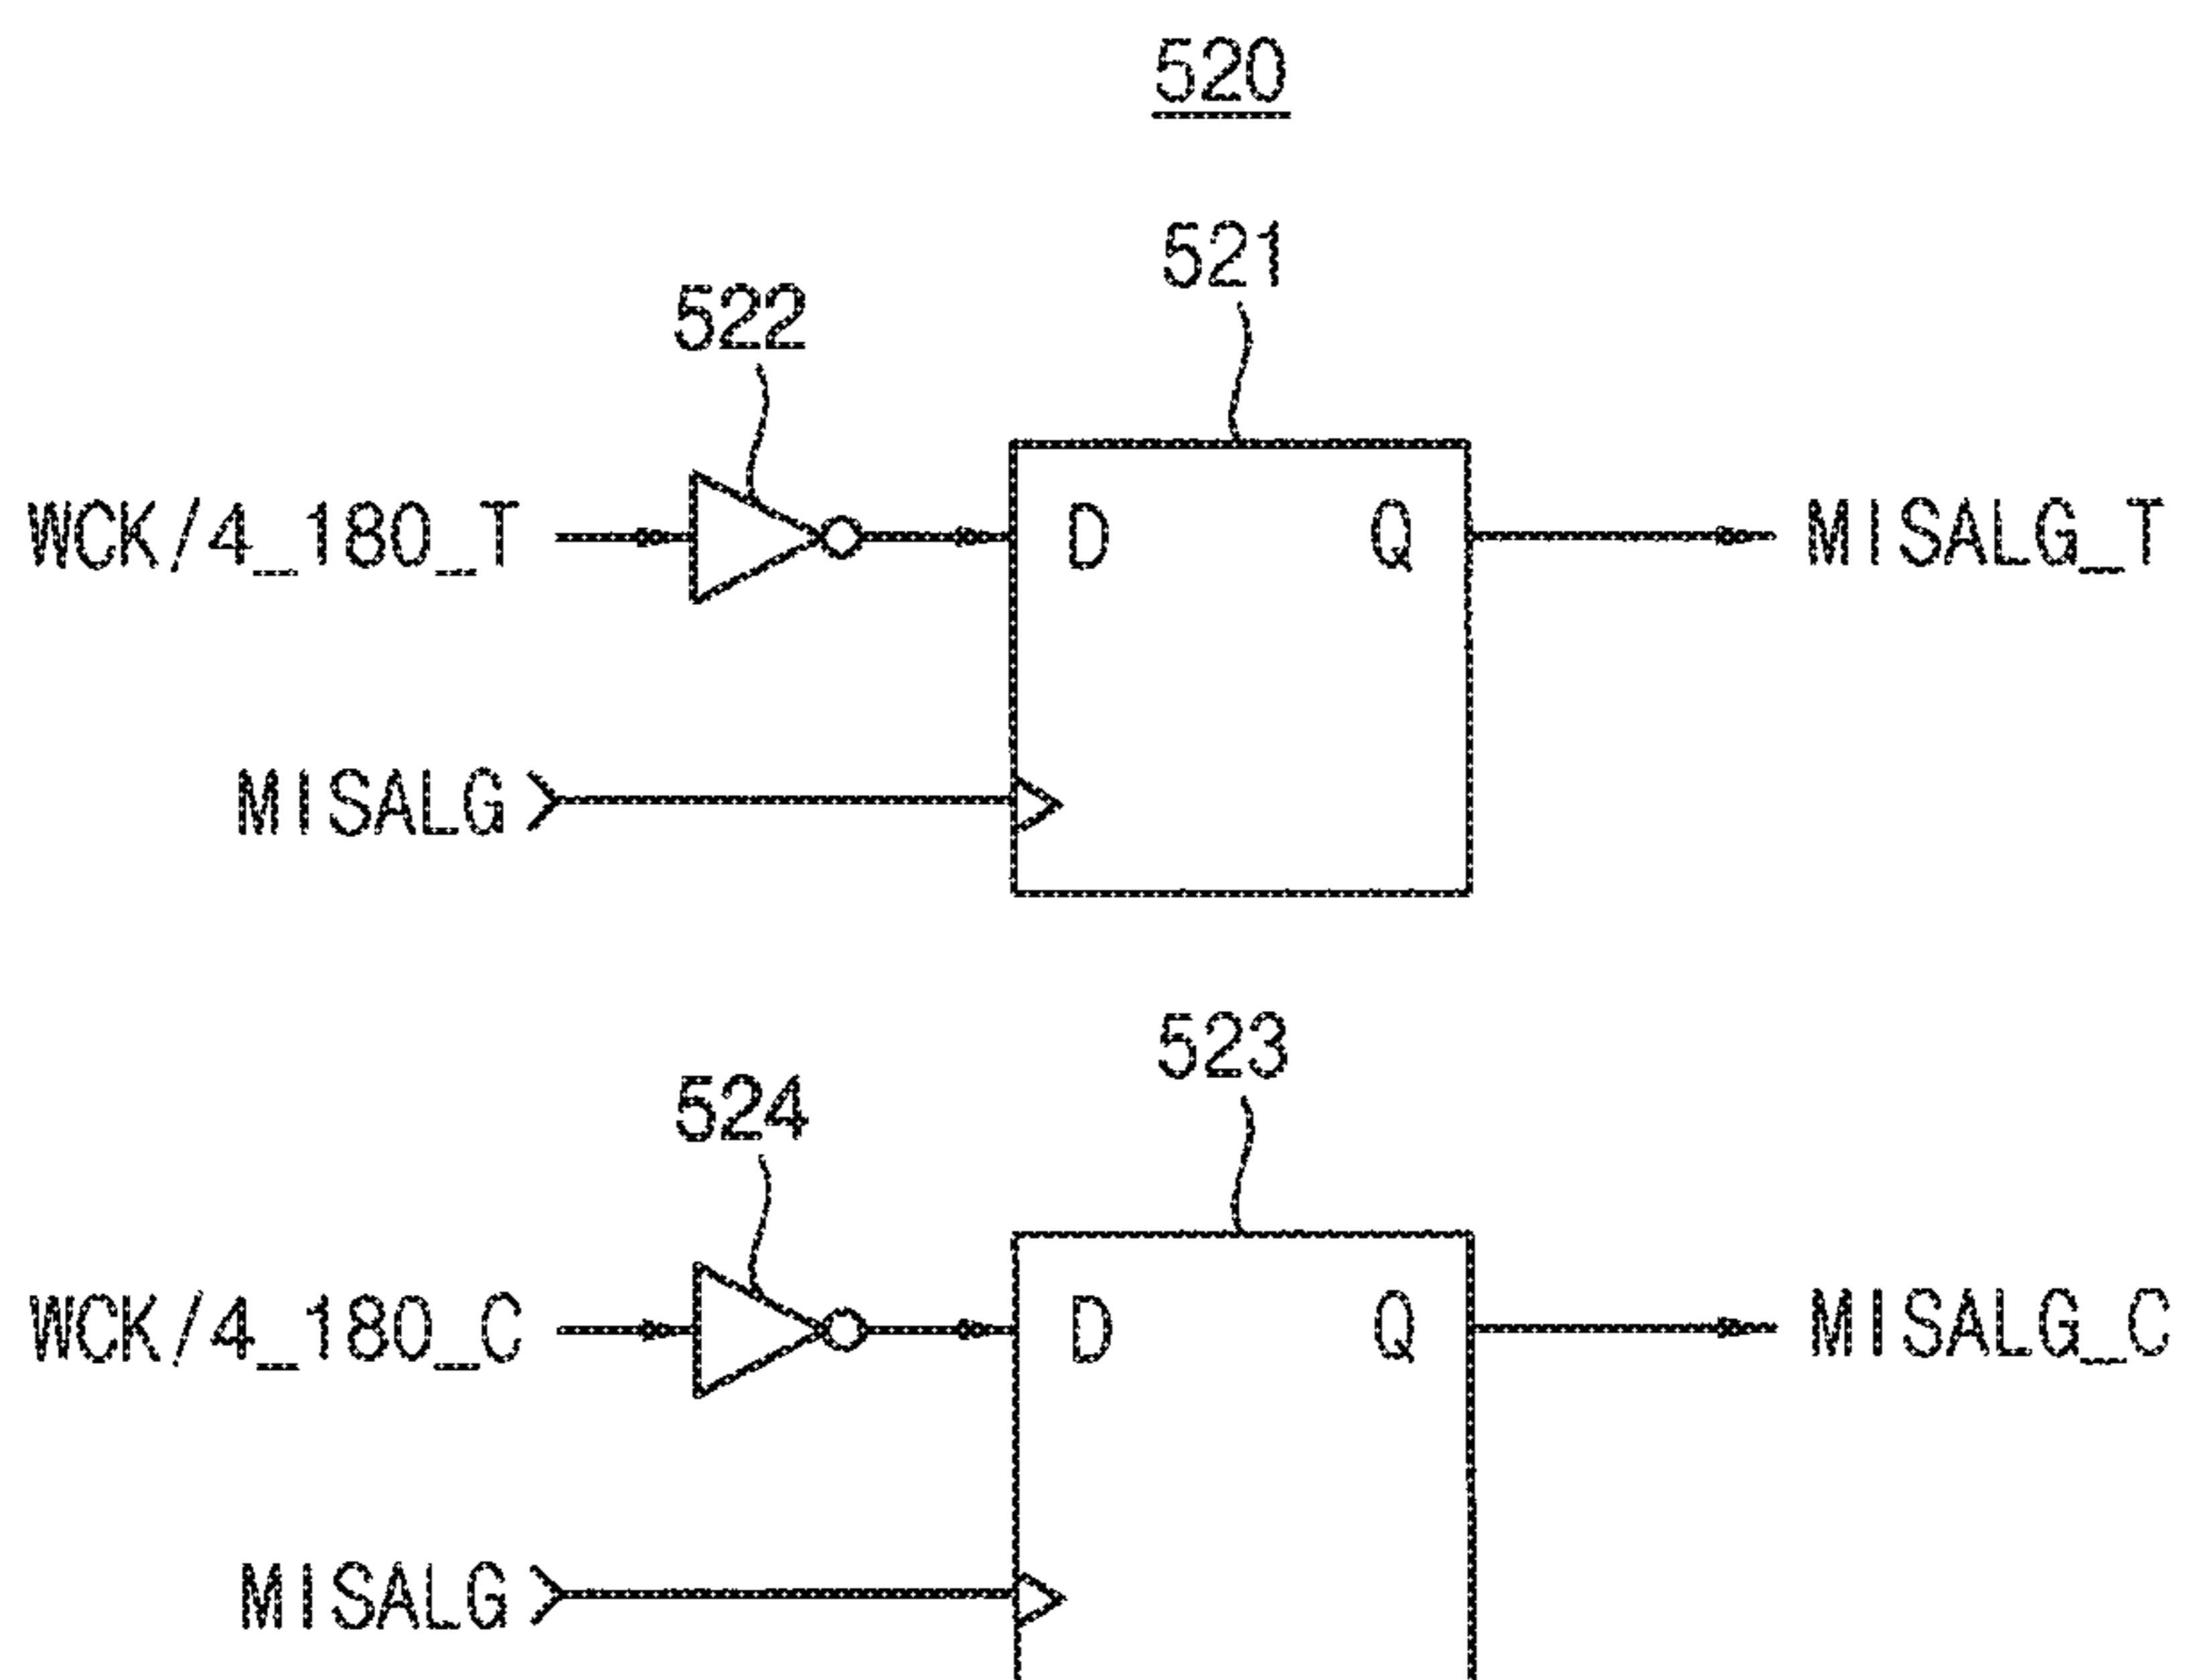 520
521
522
WCK/4_180_T
D
Q
MISALG_T
MISALG
523
524
WCK/4_180_C
D
Q
MISALG_C
MISALG